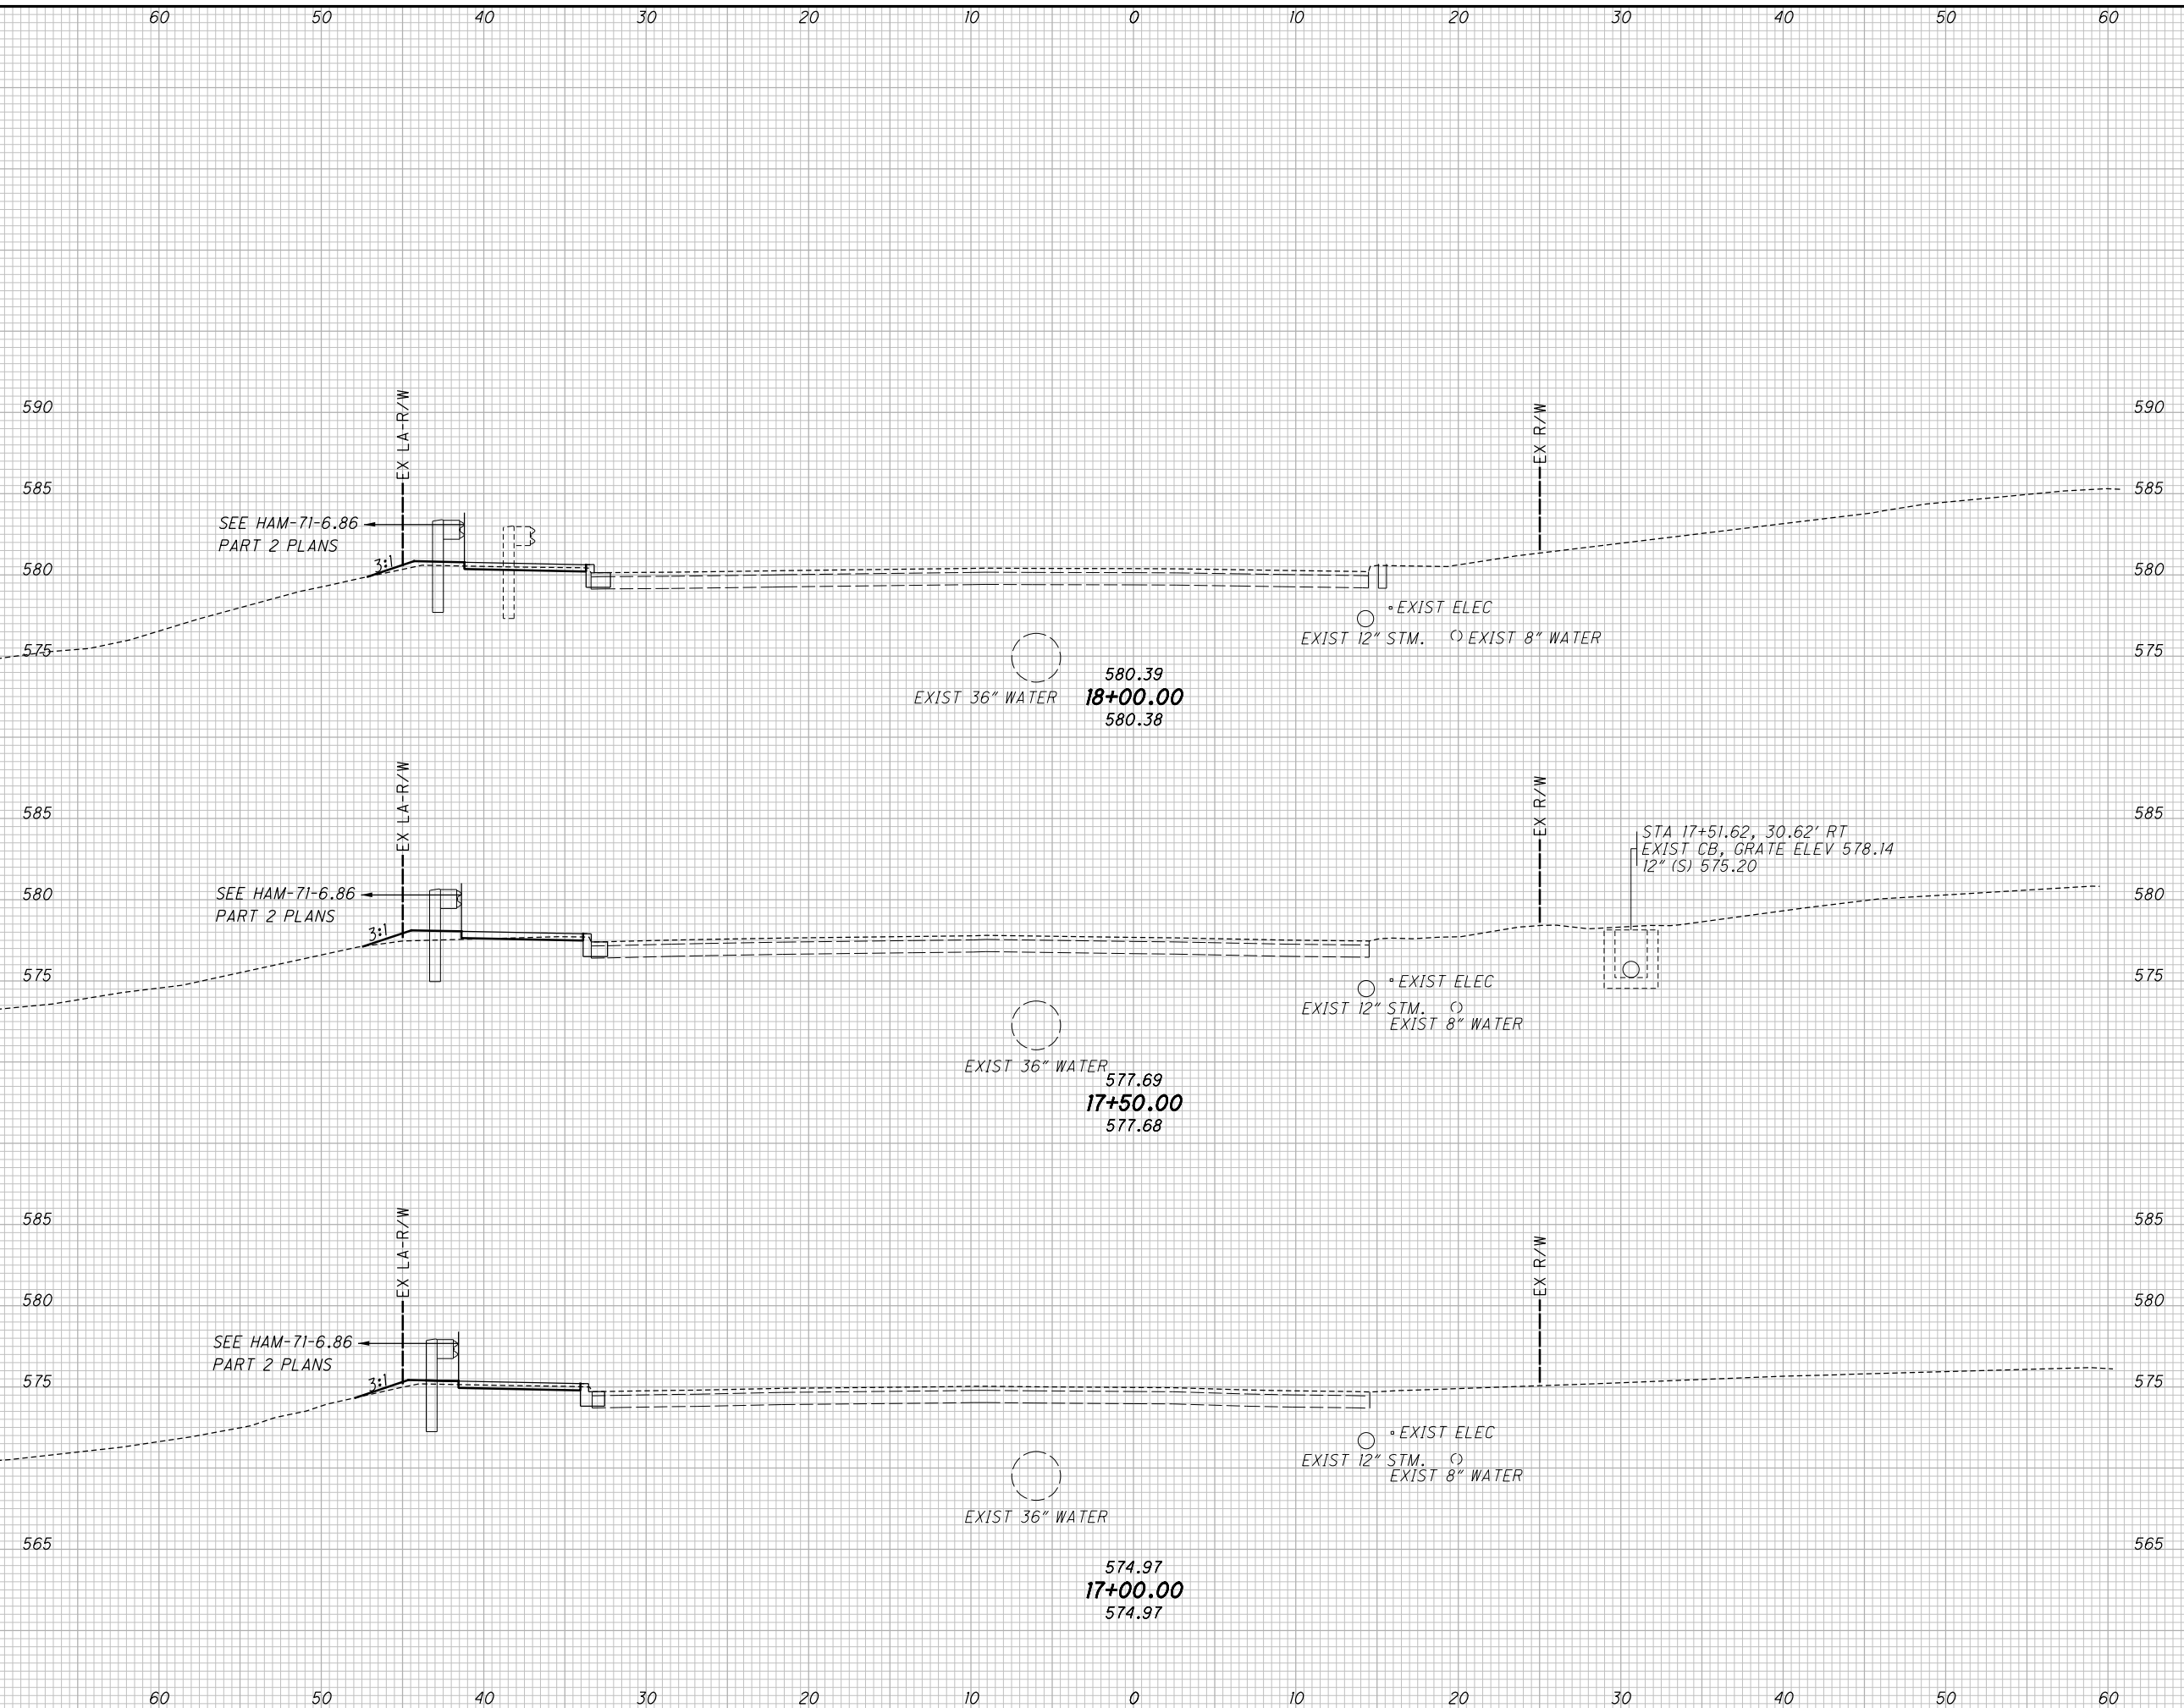 60 50 40 30 20 10 0 10 20 30 40 50 60
EX LA-R/W
EX R/W
590 590
585 585
SEE HAM-71-6.86
PART 2 PLANS
3:1
580 580
EXIST ELEC
EXIST 12" STM.
EXIST 8" WATER
575 575
EXIST 36" WATER
580.39
18+00.00
580.38
EX LA-R/W
EX R/W
585 585
STA 17+51.62, 30.62' RT
EXIST CB, GRATE ELEV 578.14
12" (S) 575.20
SEE HAM-71-6.86
PART 2 PLANS
580 580
3:1
575 575
EXIST ELEC
EXIST 12" STM.
EXIST 8" WATER
EXIST 36" WATER
577.69
17+50.00
577.68
EX LA-R/W
EX R/W
585 585
580 580
SEE HAM-71-6.86
PART 2 PLANS
3:1
575 575
EXIST ELEC
EXIST 12" STM.
EXIST 8" WATER
EXIST 36" WATER
565 565
574.97
17+00.00
574.97
60 50 40 30 20 10 0 10 20 30 40 50 60